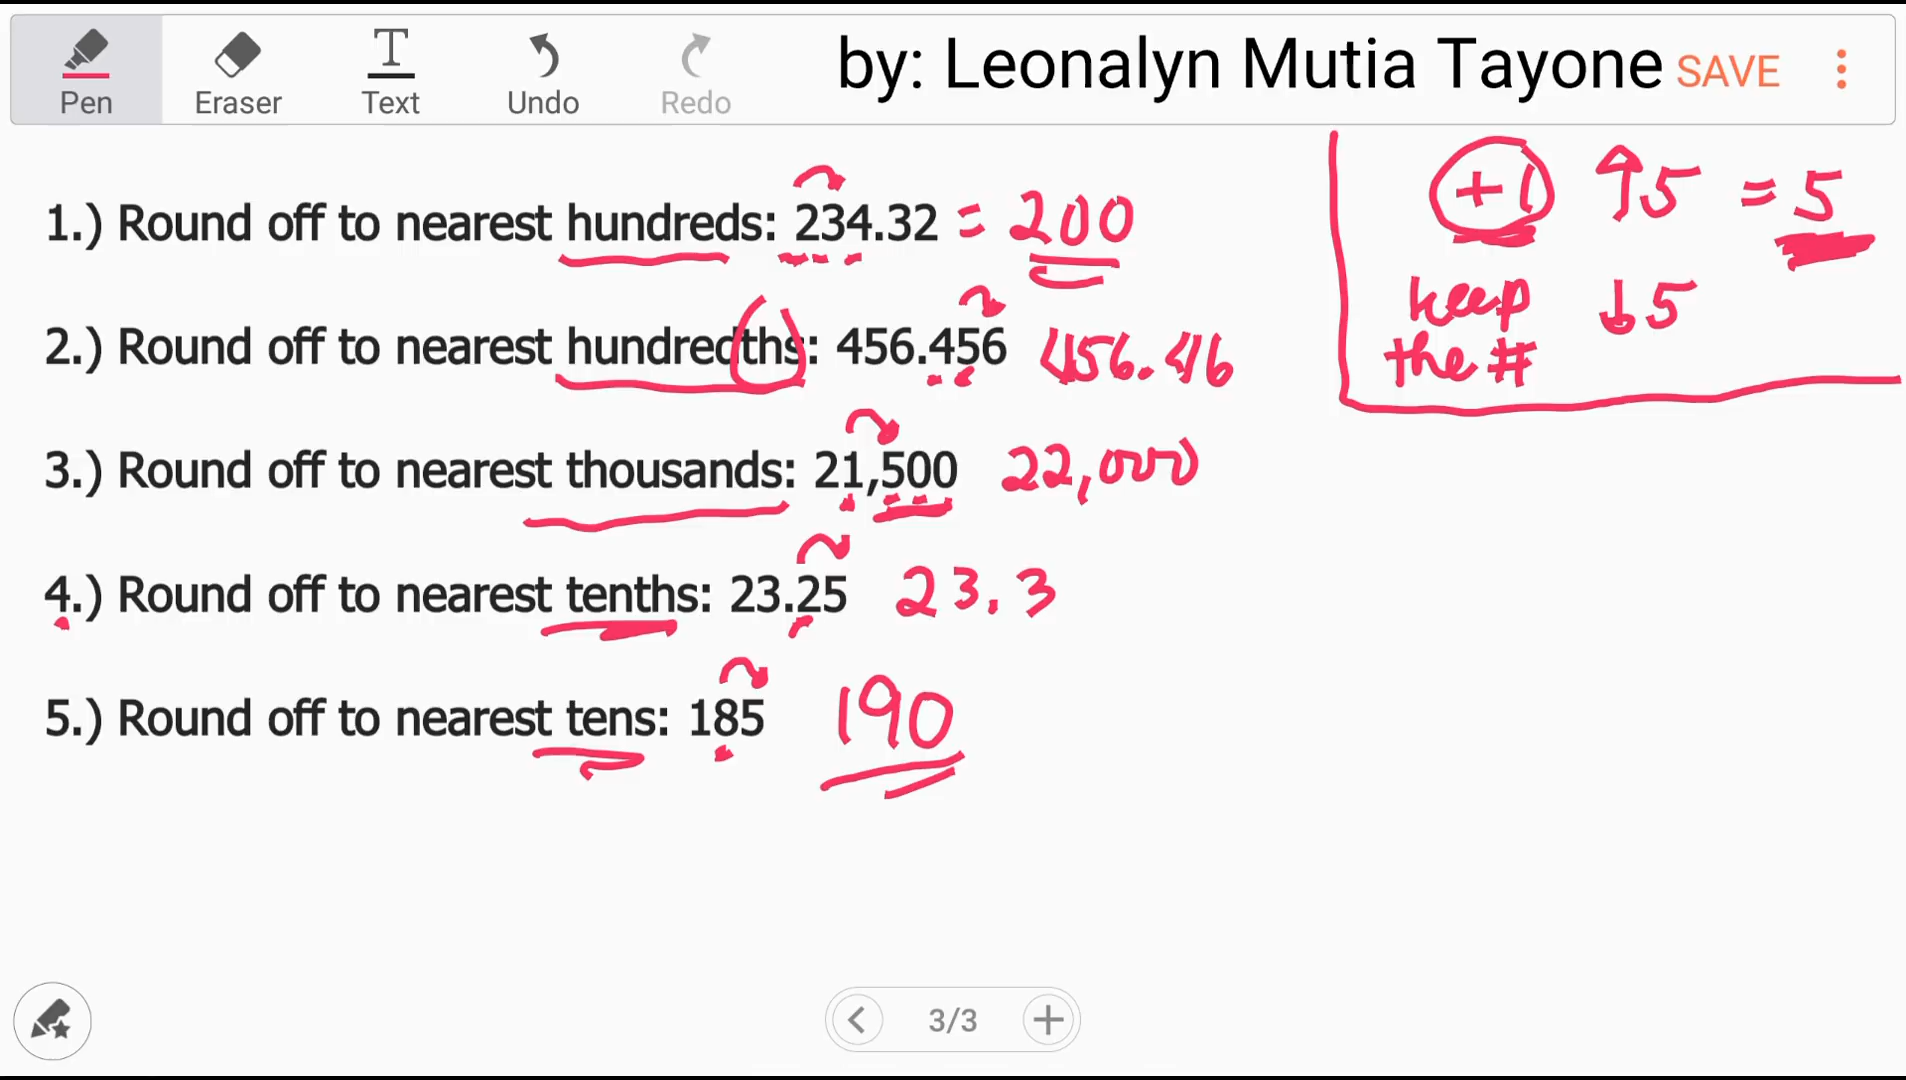 Pen Eraser Text Undo Redo by: Leonalyn Mutia Tayone SAVE
+1 ↑5 = 5
keep ↓5
the #
1.) Round off to nearest hundreds: 234.32 = 200
2.) Round off to nearest hundredths: 456.456 456.46
3.) Round off to nearest thousands: 21,500 22,000
4.) Round off to nearest tenths: 23.25 23.3
5.) Round off to nearest tens: 185 190
3/3